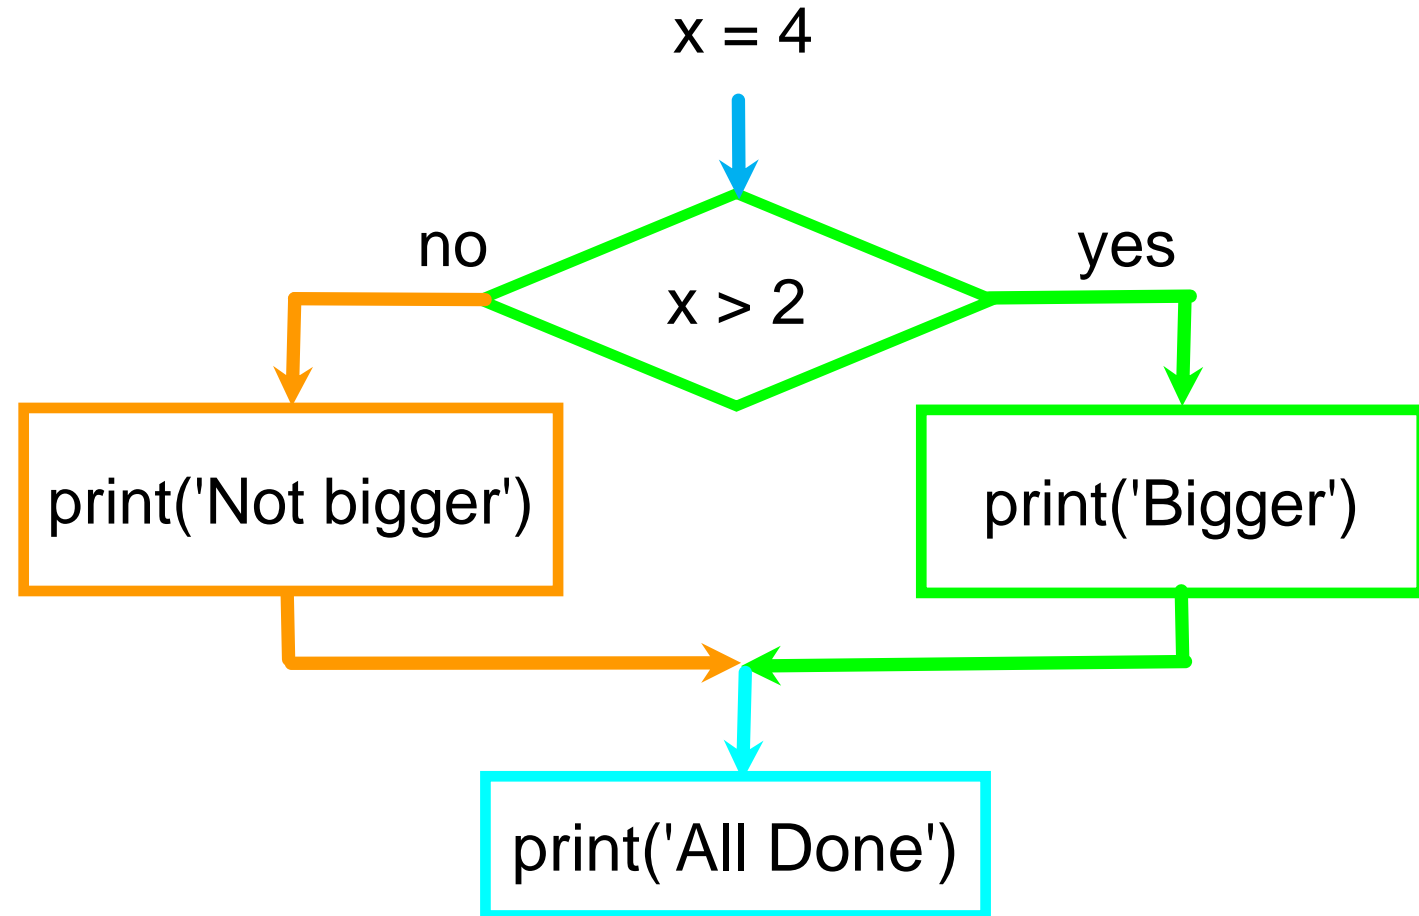 x = 4
no
yes
x > 2
print('Not bigger')
print('Bigger')
print('All Done')